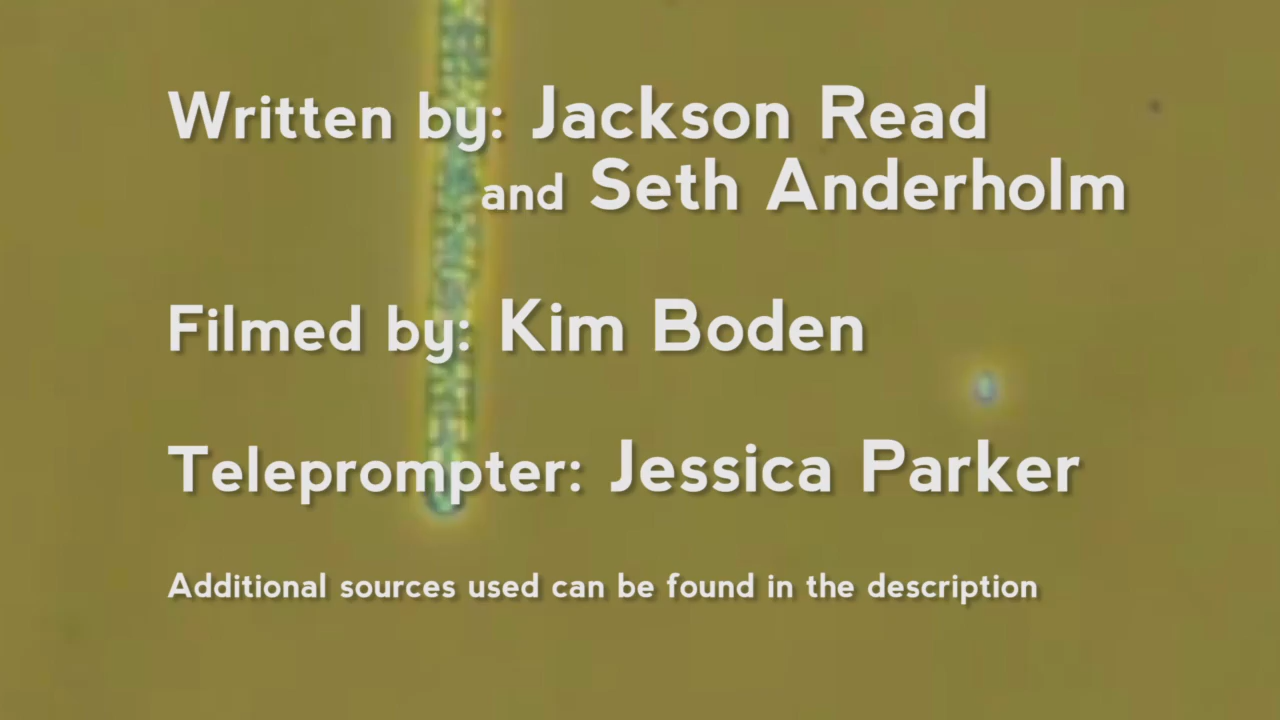 Written by: Jackson Read
and Seth Anderholm
Filmed by: Kim Boden
Teleprompter: Jessica Parker
Additional sources used can be found in the description